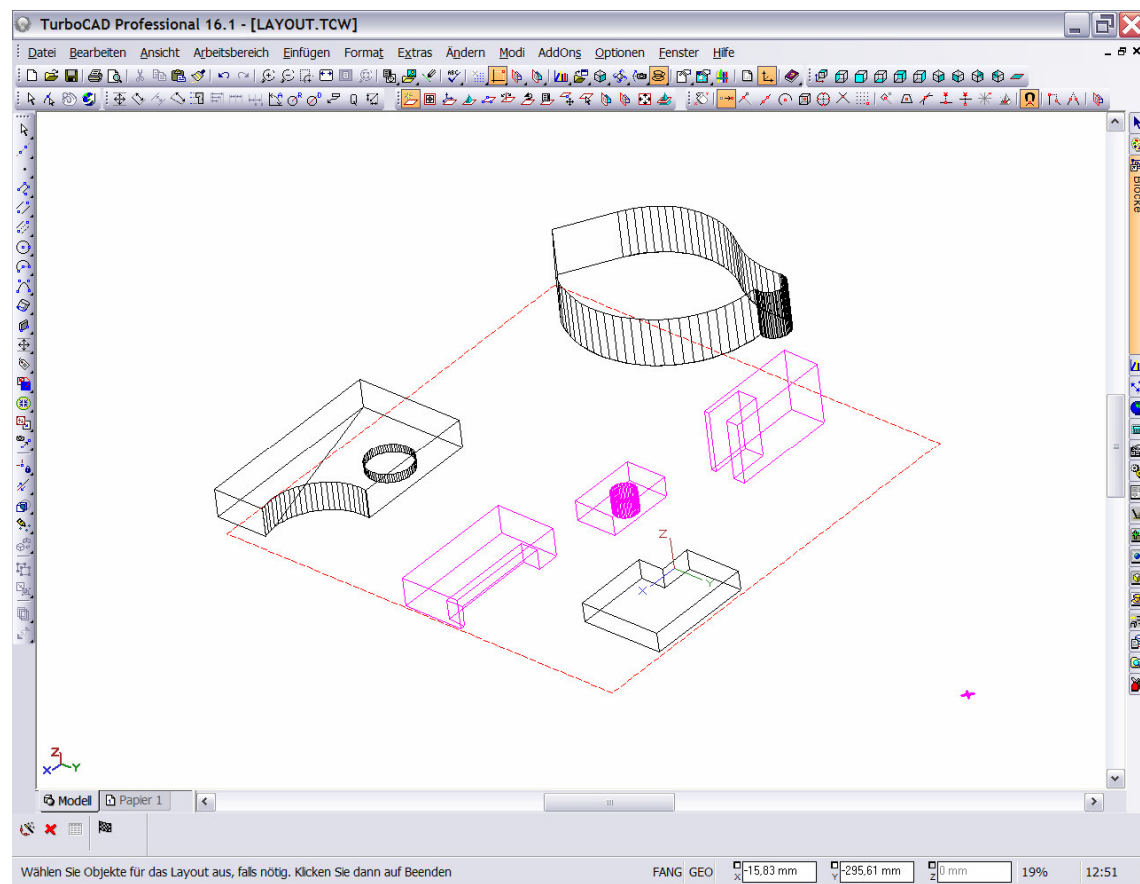 TurboCAD Professional 16.1 - [LAYOUT.TCW]
Datei Bearbeiten Ansicht Arbeitsbereich Einfügen Format Extras Ändern Modi AddOns Optionen Fenster Hilfe
Blöcke
Z
X
Y
Z
X
Y
Modell Papier 1
Wählen Sie Objekte für das Layout aus, falls nötig. Klicken Sie dann auf Beenden FANG GEO X -15,83 mm Y -295,61 mm Z 0 mm 19% 12:51